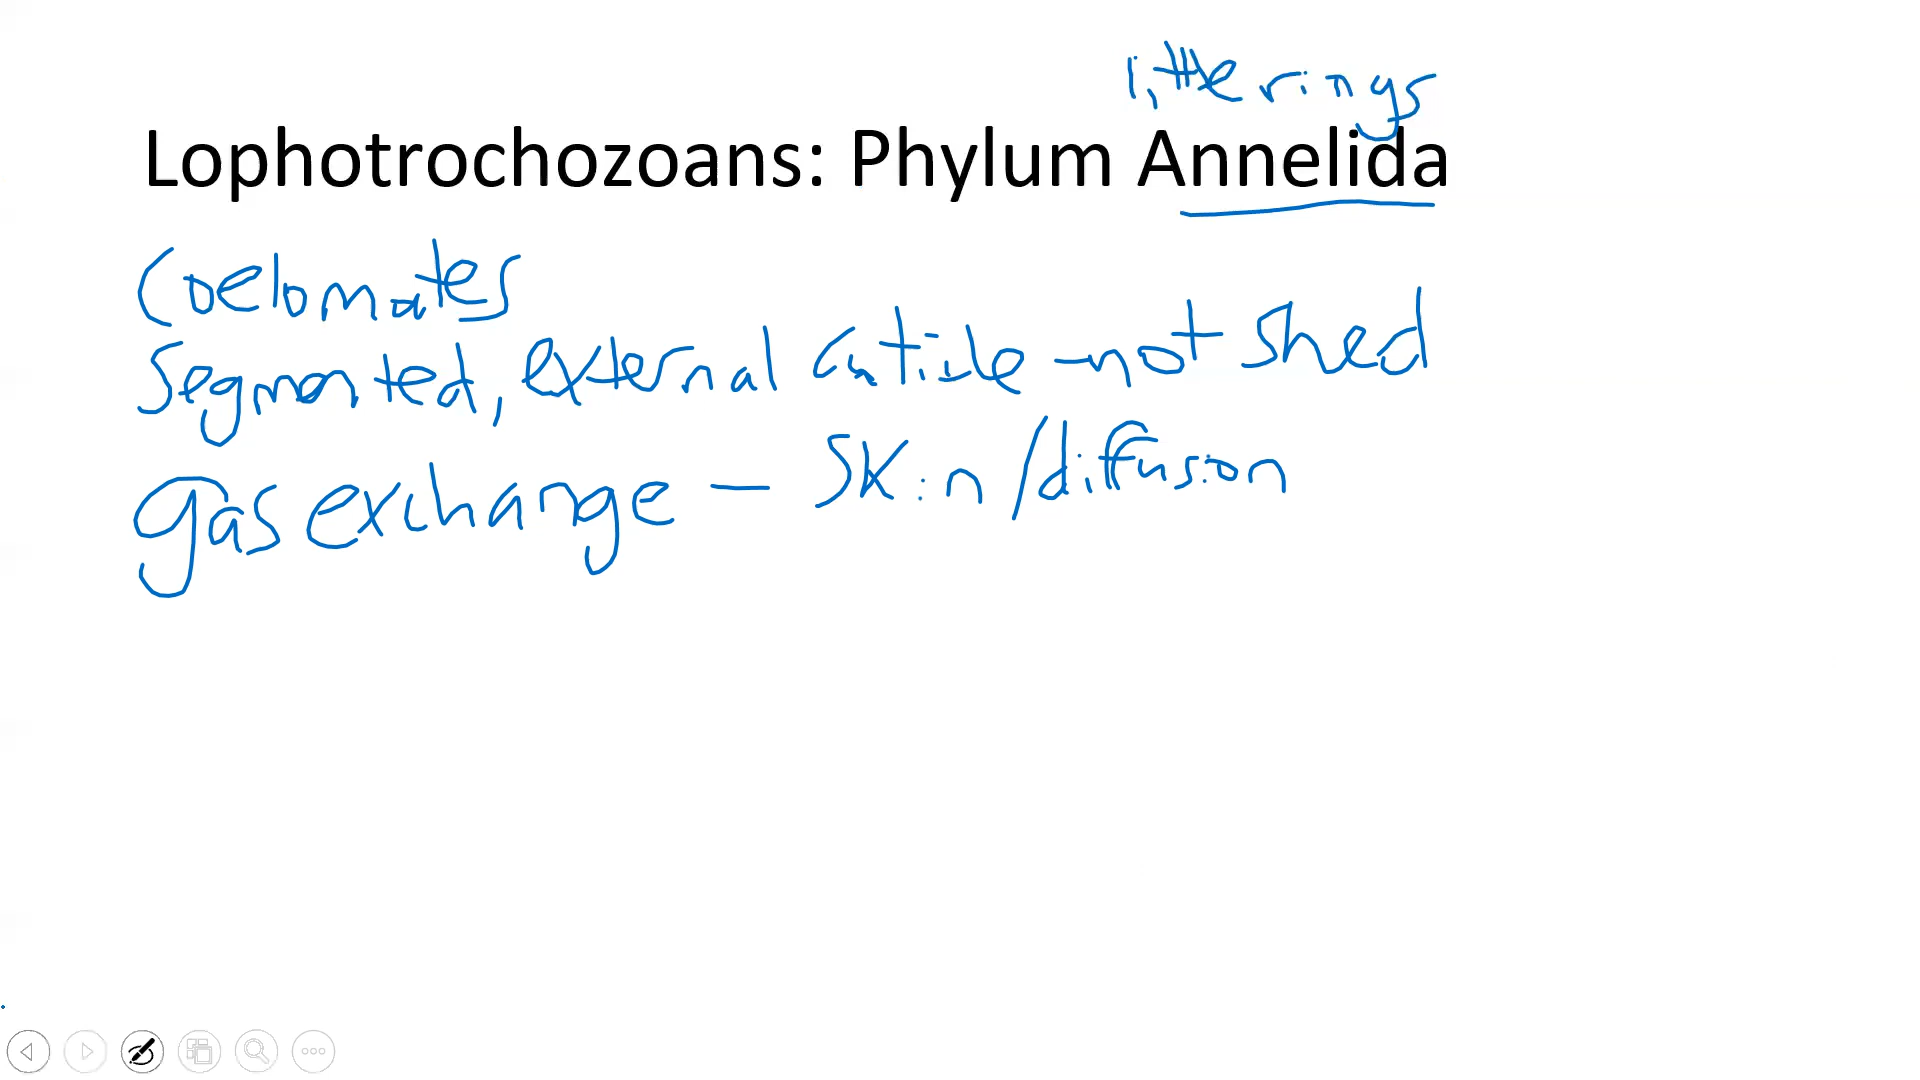 little rings
Lophotrochozoans: Phylum Annelida
Coelomates
Segmented, external cuticle - not shed
gas exchange - skin/diffusion